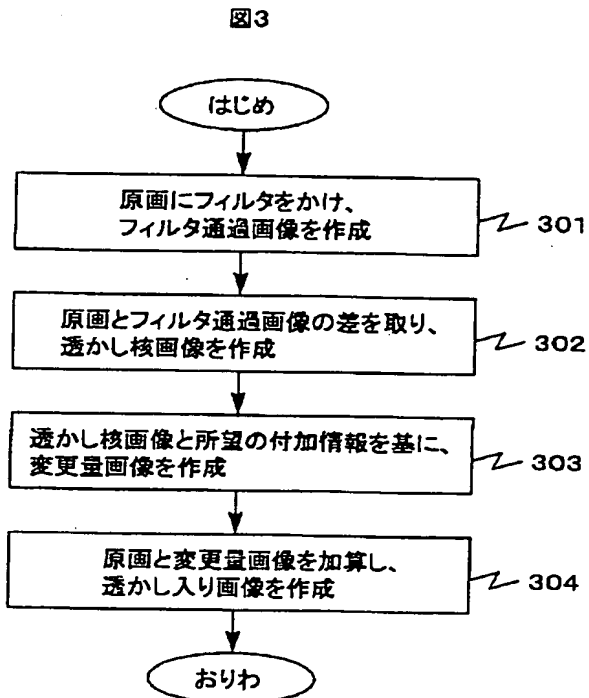 図3
はじめ
原画にフィルタをかけ、
フィルタ通過画像を作成
301
原画とフィルタ通過画像の差を取り、
透かし核画像を作成
302
透かし核画像と所望の付加情報を基に、
変更量画像を作成
303
原画と変更量画像を加算し、
透かし入り画像を作成
304
おりわ